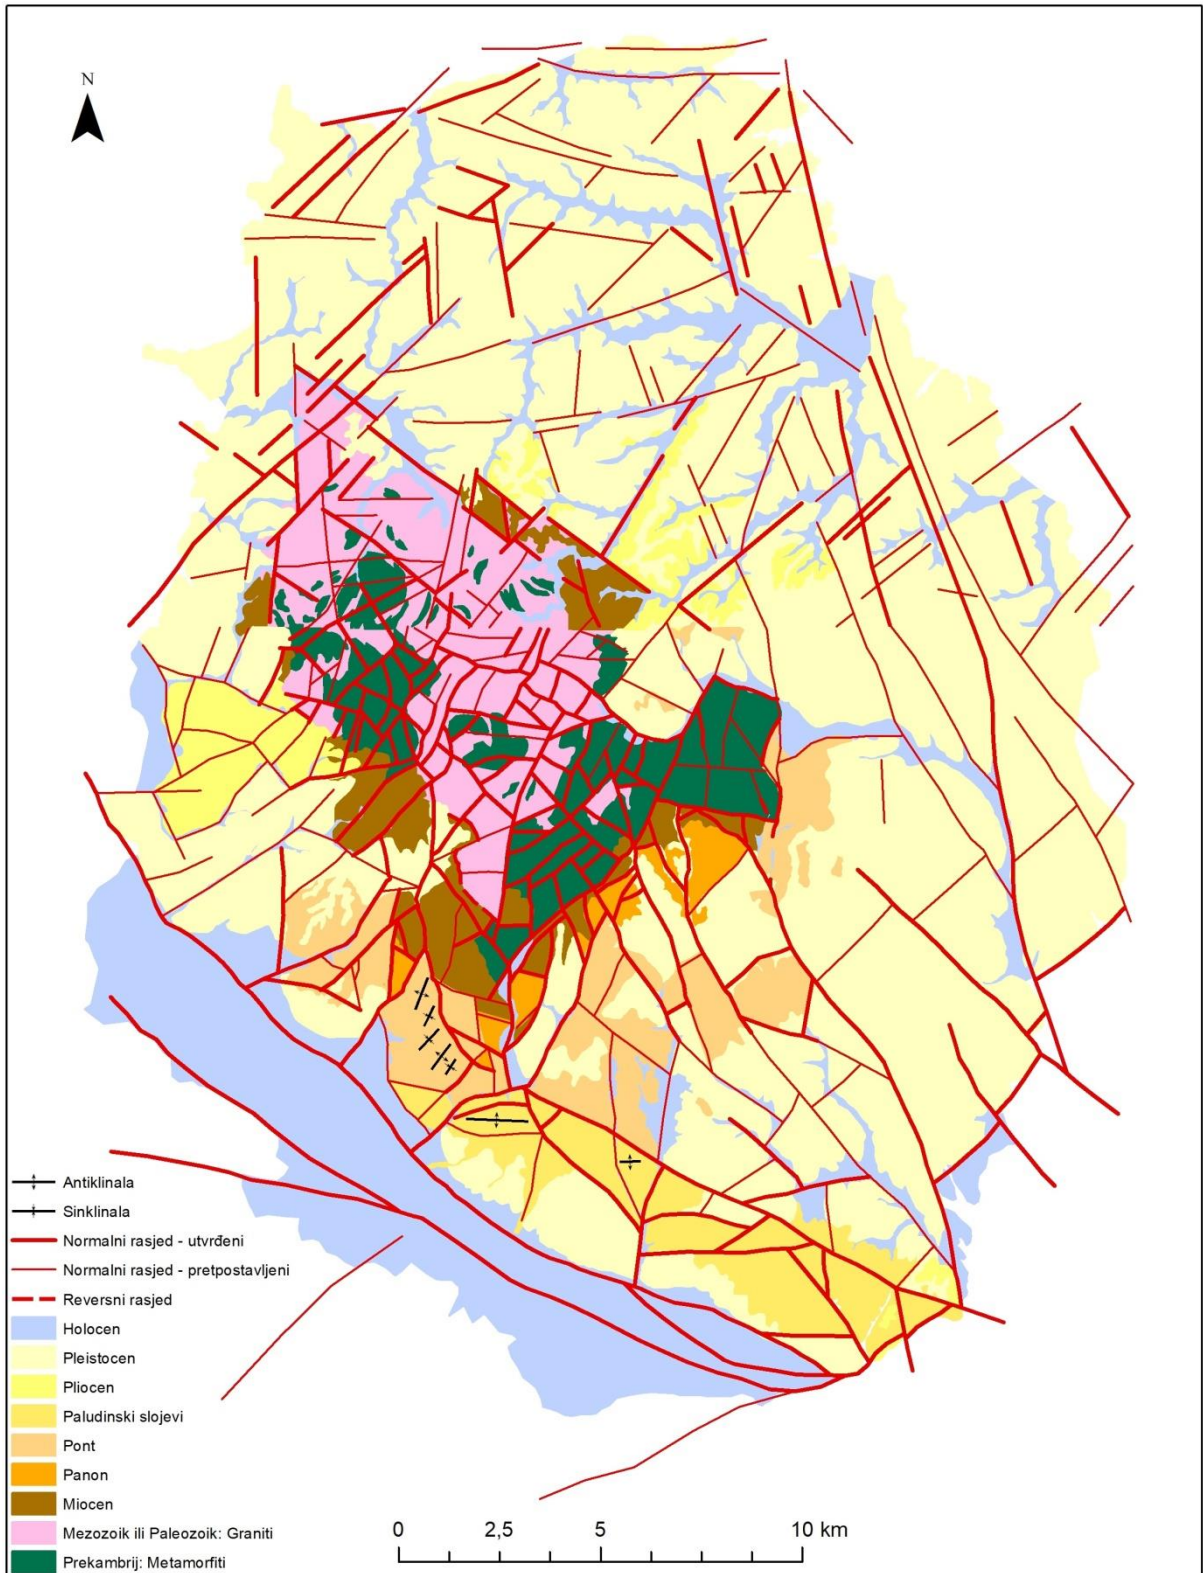 N
Antiklinala
Sinklinala
Normalni rasjed - utvrđeni
Normalni rasjed - pretpostavljeni
Reversni rasjed
Holocen
Pleistocen
Pliocen
Paludinski slojevi
Pont
Panon
Miocen
Mezozoik ili Paleozoik: Graniti
Prekambrij: Metamorfiti
0 2,5 5 10 km